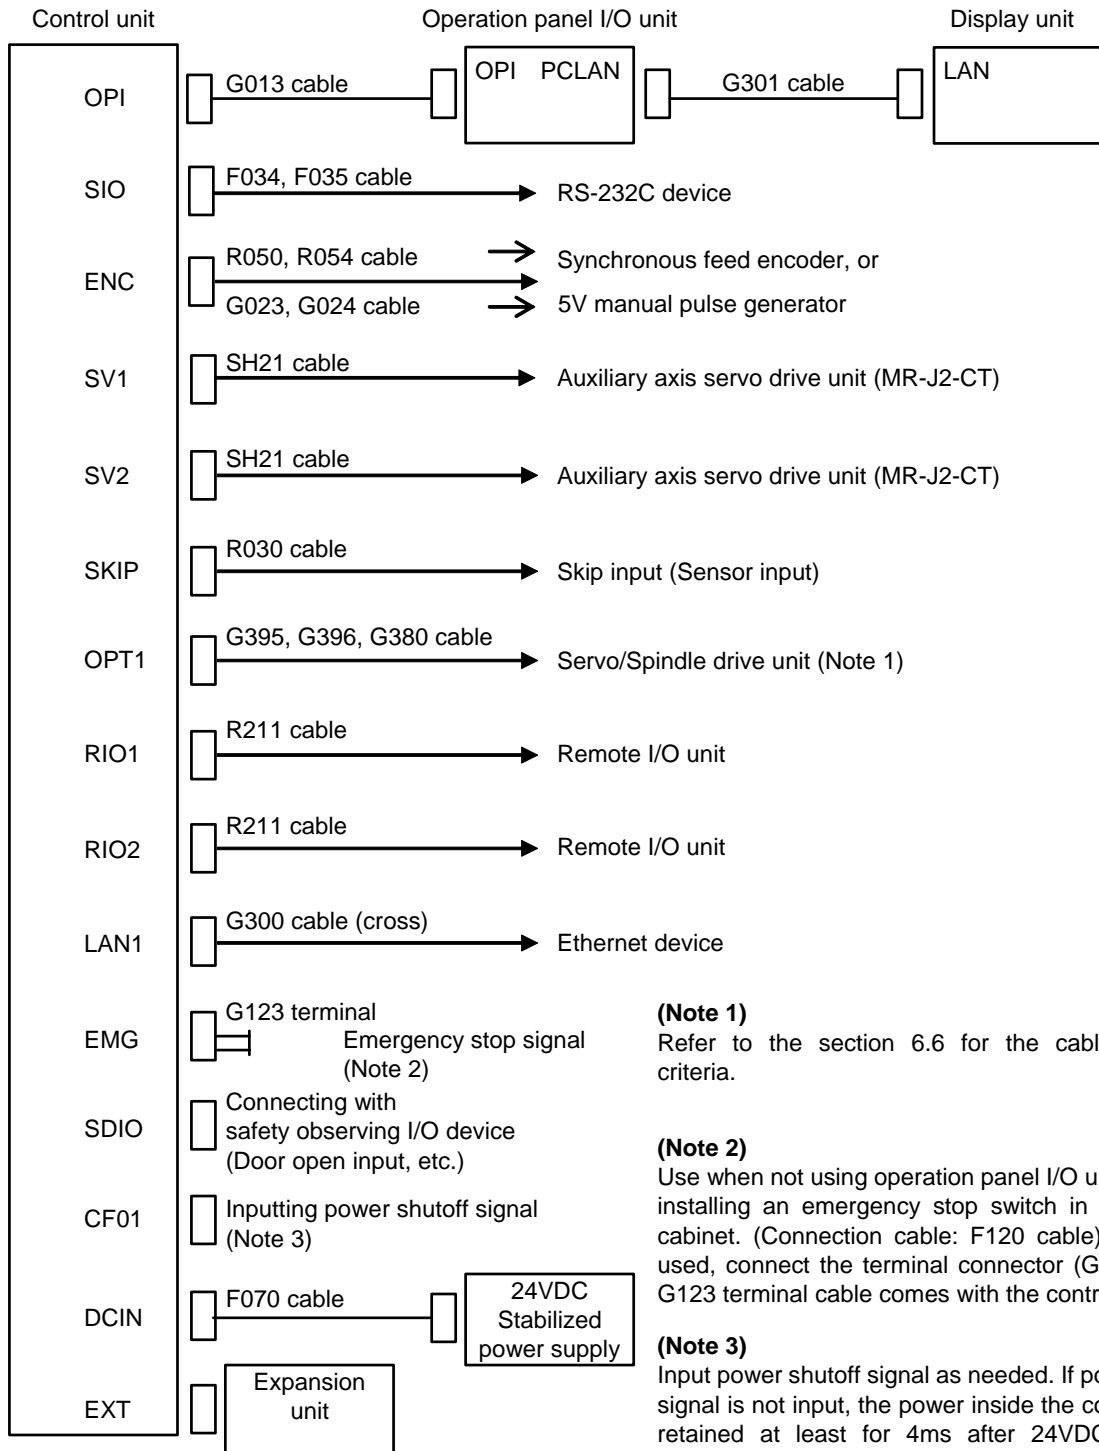 Control unit Operation panel I/O unit Display unit
OPI G013 cable OPI PCLAN G301 cable LAN
SIO F034, F035 cable RS-232C device
ENC R050, R054 cable Synchronous feed encoder, or
G023, G024 cable 5V manual pulse generator
SV1 SH21 cable Auxiliary axis servo drive unit (MR-J2-CT)
SV2 SH21 cable Auxiliary axis servo drive unit (MR-J2-CT)
SKIP R030 cable Skip input (Sensor input)
OPT1 G395, G396, G380 cable Servo/Spindle drive unit (Note 1)
RIO1 R211 cable Remote I/O unit
RIO2 R211 cable Remote I/O unit
LAN1 G300 cable (cross) Ethernet device
EMG G123 terminal
Emergency stop signal
(Note 2)
SDIO Connecting with
safety observing I/O device
(Door open input, etc.)
CF01 Inputting power shutoff signal
(Note 3)
DCIN F070 cable 24VDC
Stabilized
power supply
EXT Expansion
unit
(Note 1)
Refer to the section 6.6 for the cabl
criteria.
(Note 2)
Use when not using operation panel I/O u
installing an emergency stop switch in
cabinet. (Connection cable: F120 cable)
used, connect the terminal connector (G
G123 terminal cable comes with the contr
(Note 3)
Input power shutoff signal as needed. If po
signal is not input, the power inside the co
retained at least for 4ms after 24VDC